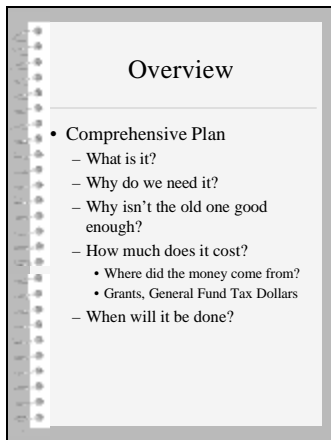 Overview
• Comprehensive Plan
– What is it?
– Why do we need it?
– Why isn't the old one good
enough?
– How much does it cost?
• Where did the money come from?
• Grants, General Fund Tax Dollars
– When will it be done?